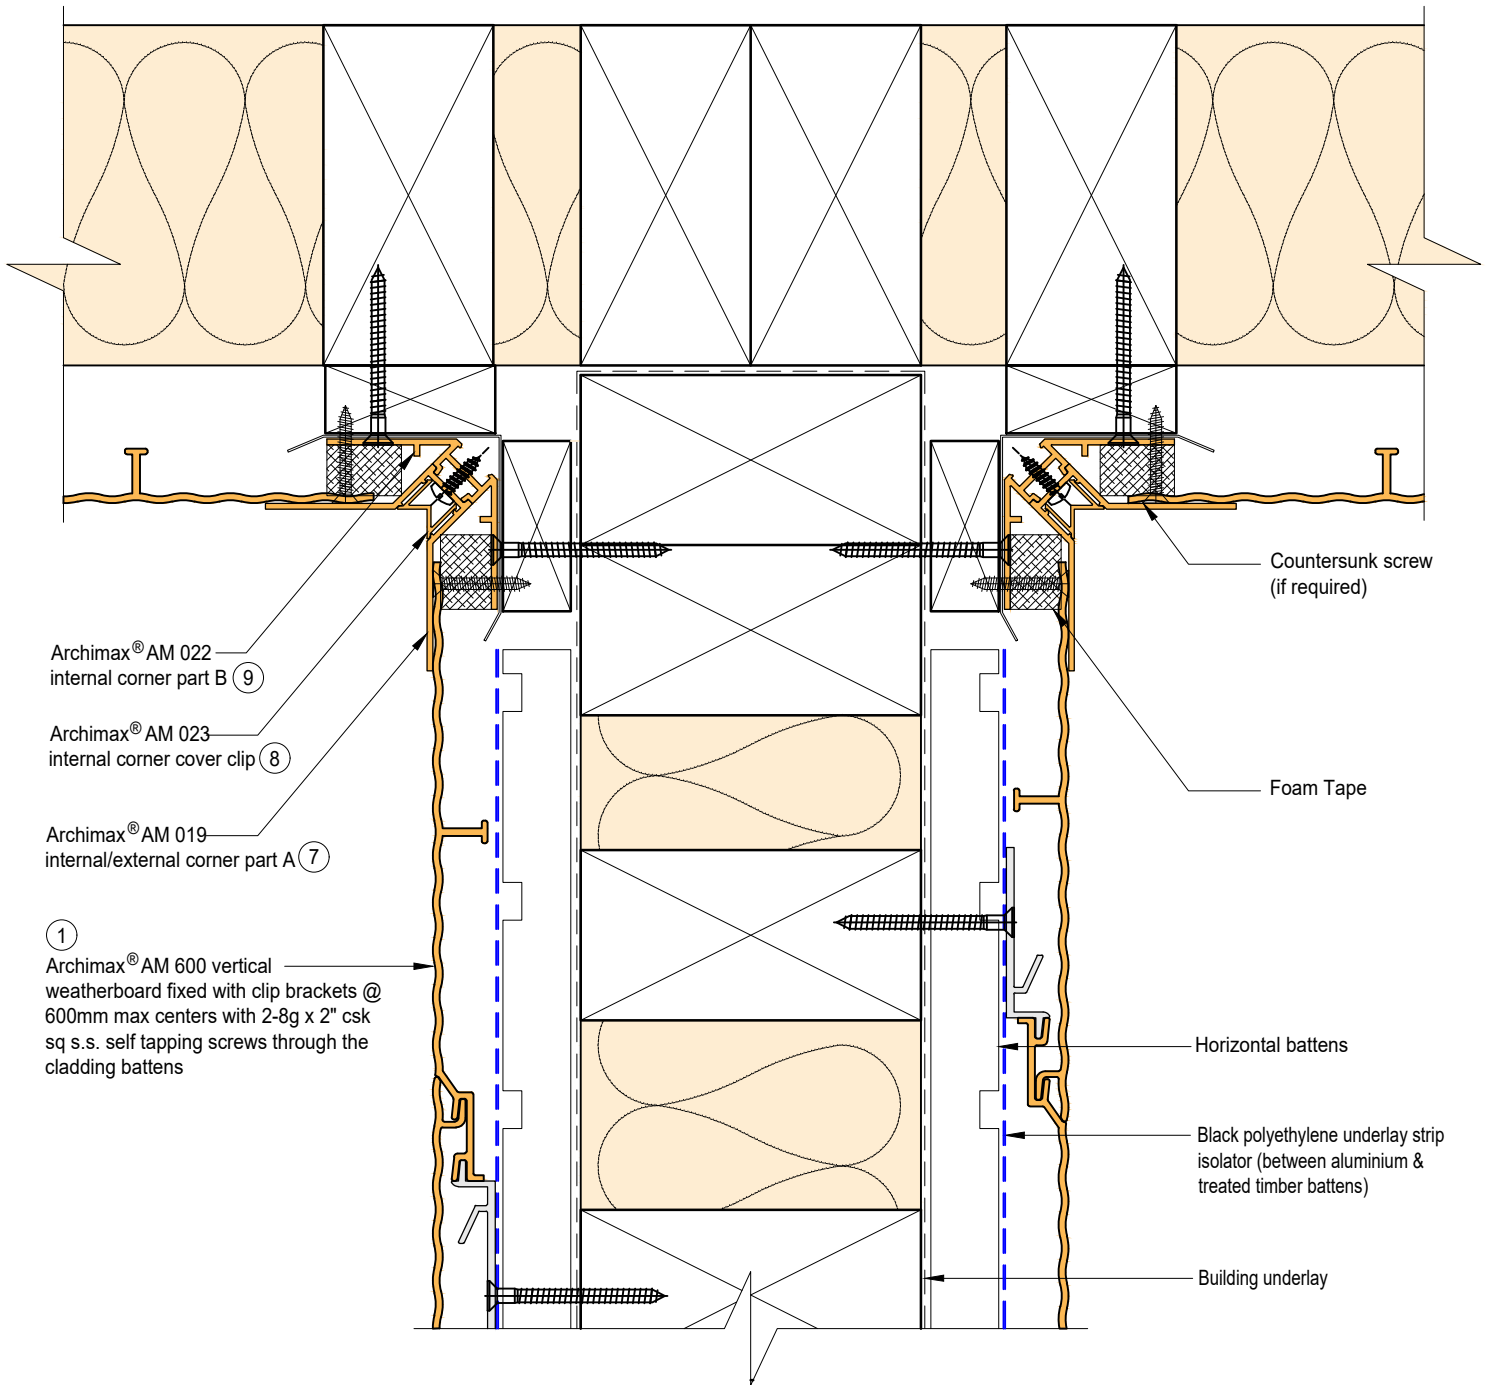 Archimax® AM 022
internal corner part B 9
Archimax® AM 023
internal corner cover clip 8
Archimax® AM 019
internal/external corner part A 7
1
Archimax® AM 600 vertical
weatherboard fixed with clip brackets @
600mm max centers with 2-8g x 2" csk
sq s.s. self tapping screws through the
cladding battens
Countersunk screw
(if required)
Foam Tape
Horizontal battens
Black polyethylene underlay strip
isolator (between aluminium &
treated timber battens)
Building underlay